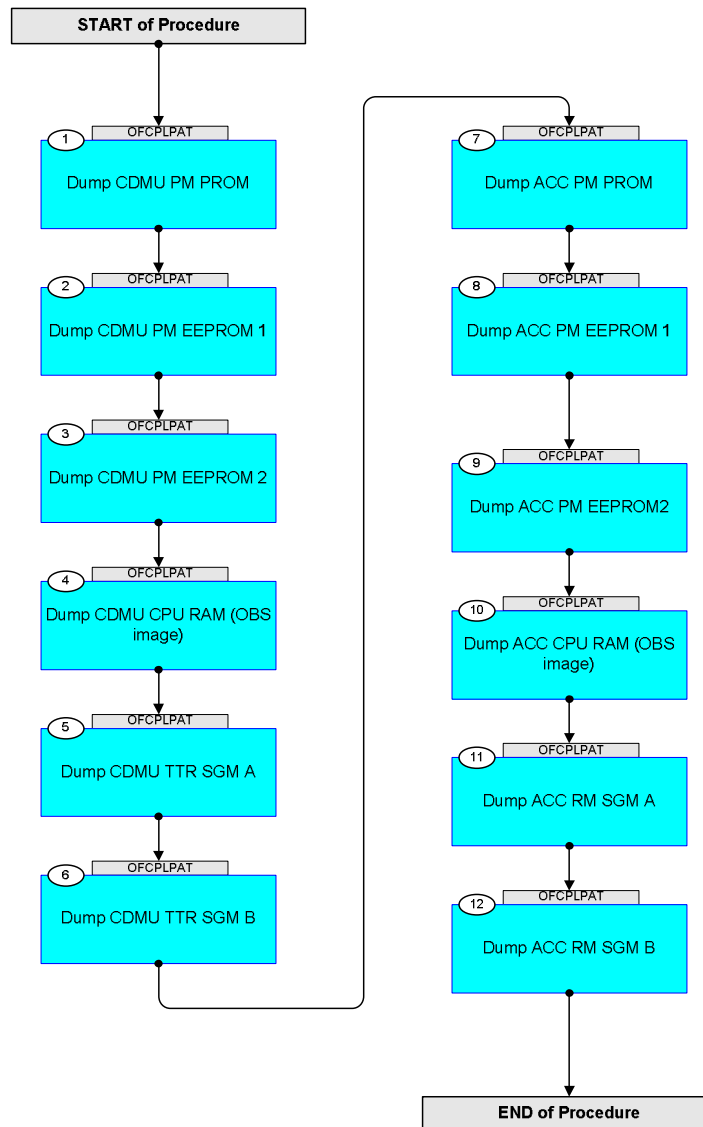 START of Procedure
1
OFCPLPAT
Dump CDMU PM PROM
2
OFCPLPAT
Dump CDMU PM EEPROM 1
3
OFCPLPAT
Dump CDMU PM EEPROM 2
4
OFCPLPAT
Dump CDMU CPU RAM (OBS
image)
5
OFCPLPAT
Dump CDMU TTR SGM A
6
OFCPLPAT
Dump CDMU TTR SGM B
7
OFCPLPAT
Dump ACC PM PROM
8
OFCPLPAT
Dump ACC PM EEPROM 1
9
OFCPLPAT
Dump ACC PM EEPROM2
10
OFCPLPAT
Dump ACC CPU RAM (OBS
image)
11
OFCPLPAT
Dump ACC RM SGM A
12
OFCPLPAT
Dump ACC RM SGM B
END of Procedure